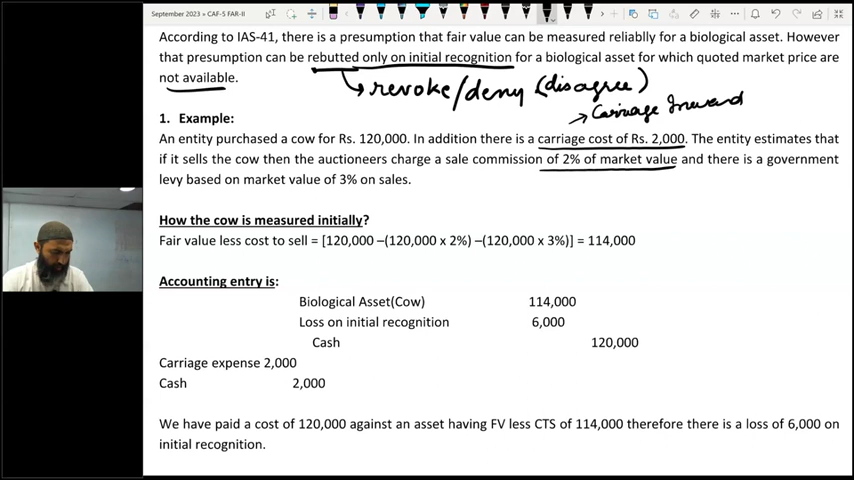 September 2023 » CAF-5 FAR-II
According to IAS-41, there is a presumption that fair value can be measured reliablly for a biological asset. However
that presumption can be rebutted only on initial recognition for a biological asset for which quoted market price are
not available.
revoke/deny (disagree)
Carriage Inward
1. Example:
An entity purchased a cow for Rs. 120,000. In addition there is a carriage cost of Rs. 2,000. The entity estimates that
if it sells the cow then the auctioneers charge a sale commission of 2% of market value and there is a government
levy based on market value of 3% on sales.
How the cow is measured initially?
Fair value less cost to sell = [120,000 –(120,000 x 2%) –(120,000 x 3%)] = 114,000
Accounting entry is:
Biological Asset(Cow) 114,000
Loss on initial recognition 6,000
Cash 120,000
Carriage expense 2,000
Cash 2,000
We have paid a cost of 120,000 against an asset having FV less CTS of 114,000 therefore there is a loss of 6,000 on
initial recognition.